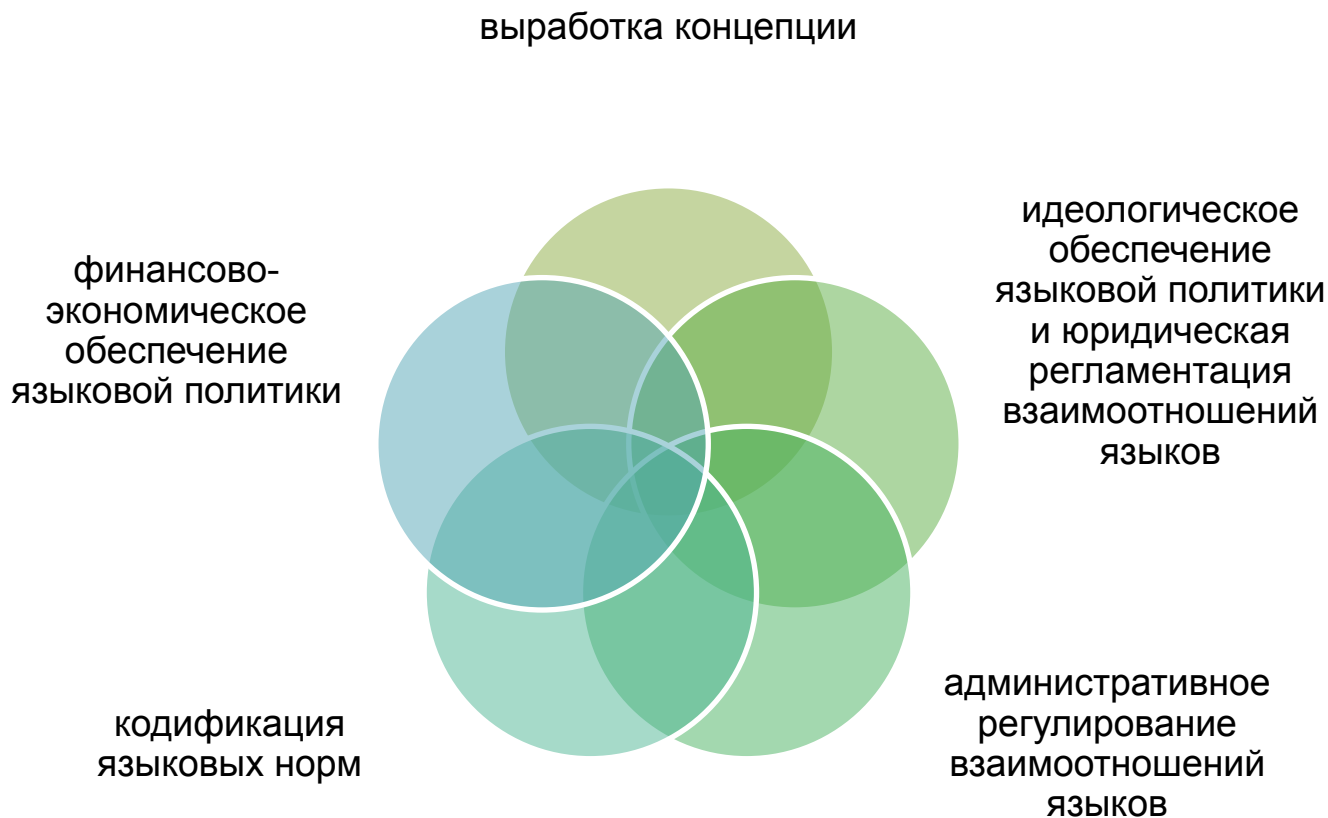 выработка концепции
идеологическое
обеспечение
языковой политики
и юридическая
регламентация
взаимоотношений
языков
административное
регулирование
взаимоотношений
языков
кодификация
языковых норм
финансово-
экономическое
обеспечение
языковой политики